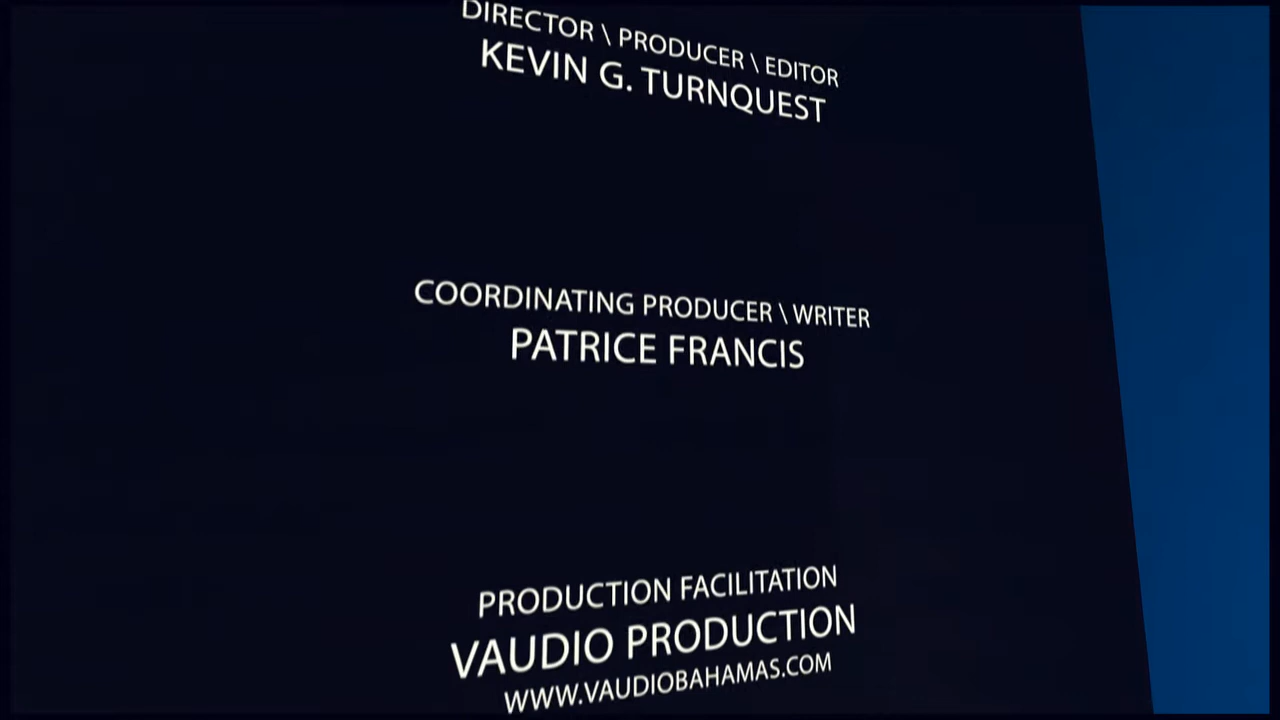 DIRECTOR \ PRODUCER \ EDITOR
KEVIN G. TURNQUEST
COORDINATING PRODUCER \ WRITER
PATRICE FRANCIS
PRODUCTION FACILITATION
VAUDIO PRODUCTION
WWW.VAUDIOBAHAMAS.COM